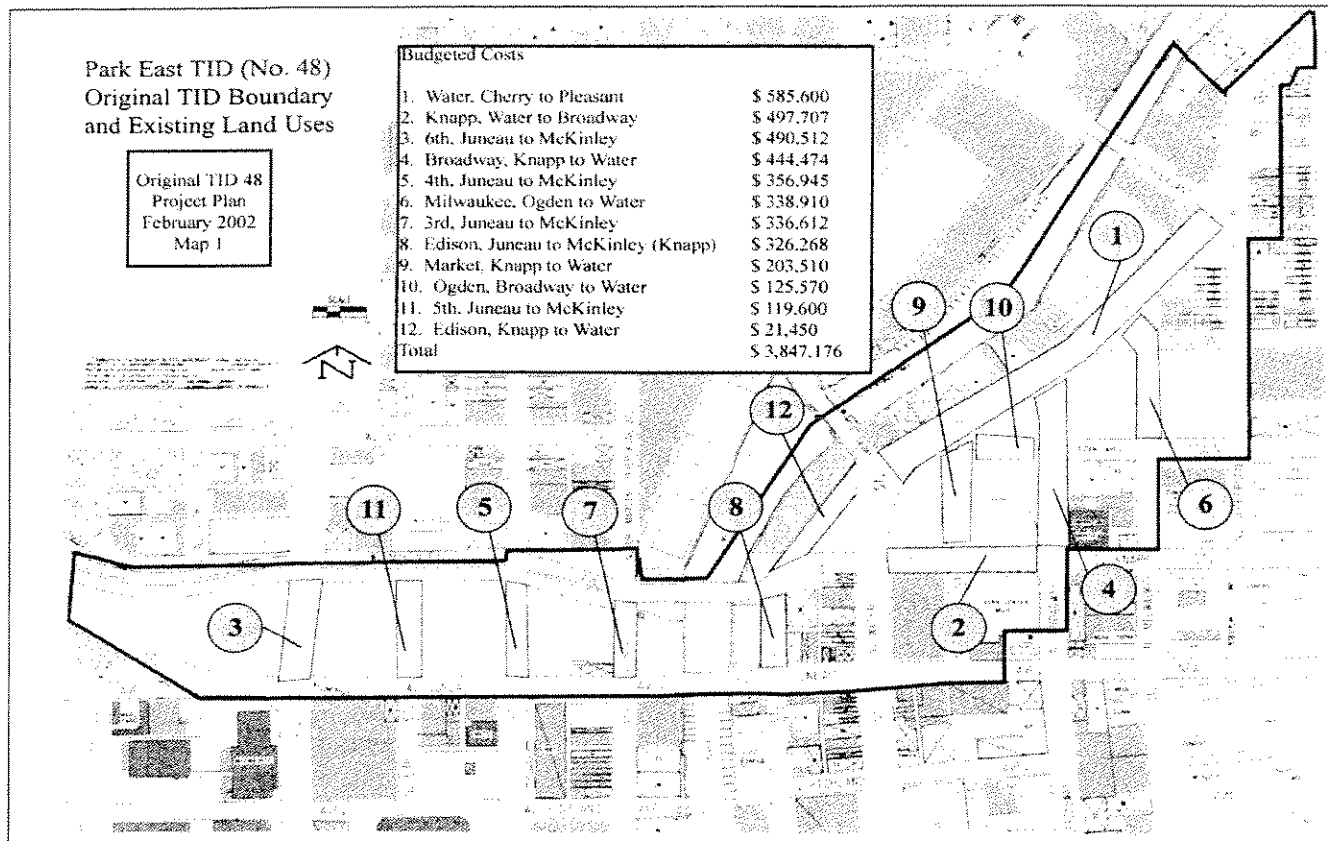 Park East TID (No. 48)
Original TID Boundary
and Existing Land Uses
Original TID 48
Project Plan
February 2002
Map 1
SCALE
N
Budgeted Costs
1. Water, Cherry to Pleasant $ 585,600
2. Knapp, Water to Broadway $ 497,707
3. 6th, Juneau to McKinley $ 490,512
4. Broadway, Knapp to Water $ 444,474
5. 4th, Juneau to McKinley $ 356,945
6. Milwaukee, Ogden to Water $ 338,910
7. 3rd, Juneau to McKinley $ 336,612
8. Edison, Juneau to McKinley (Knapp) $ 326,268
9. Market, Knapp to Water $ 203,510
10. Ogden, Broadway to Water $ 125,570
11. 5th, Juneau to McKinley $ 119,600
12. Edison, Knapp to Water $ 21,450
Total $ 3,847,176
1
9
10
12
11
5
7
8
6
3
2
4